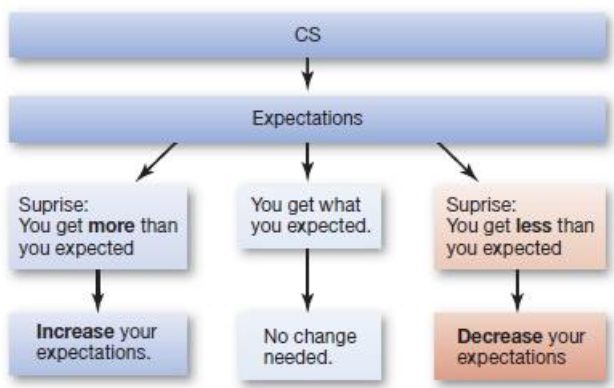 CS
Expectations
Suprise:
You get more than
you expected
You get what
you expected.
Suprise:
You get less than
you expected
Increase your
expectations.
No change
needed.
Decrease your
expectations